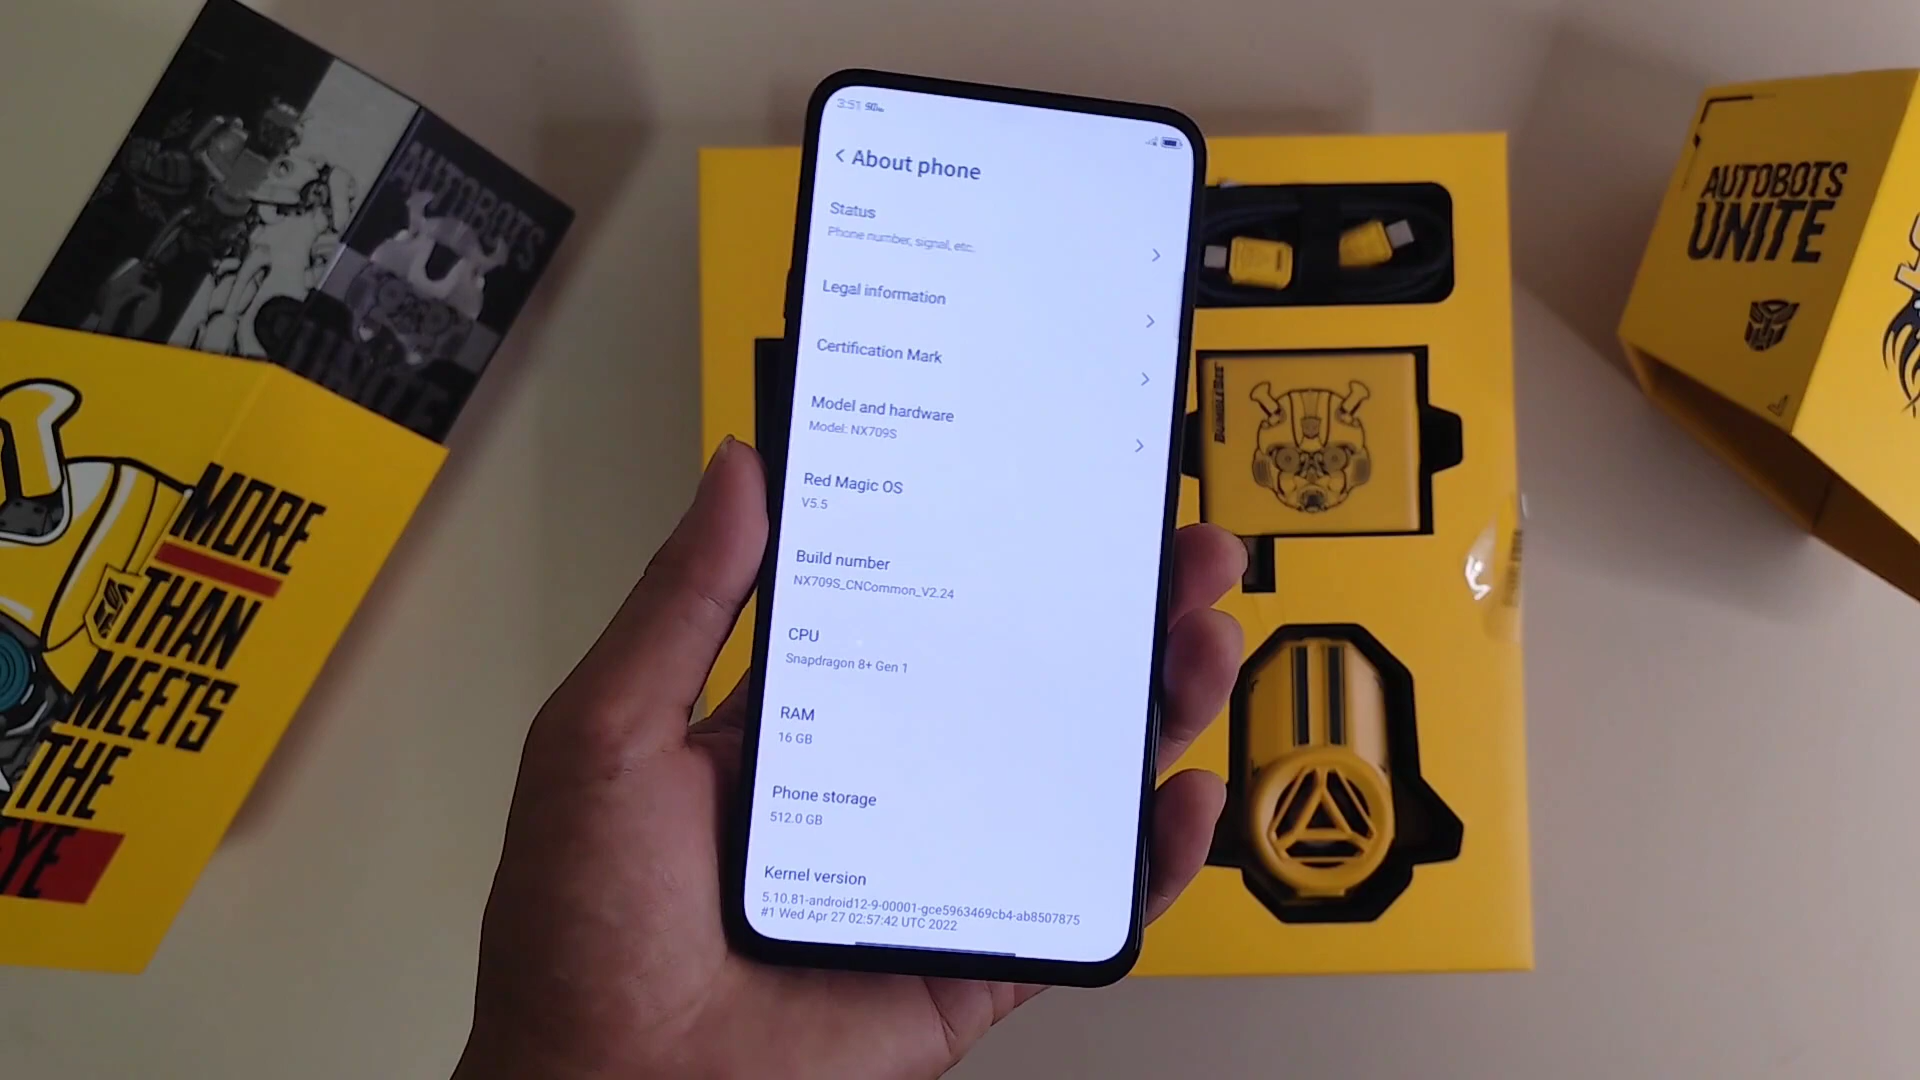 3:51
About phone
Status
Phone number, signal, etc.
Legal information
Certification Mark
Model and hardware
Model: NX709S
Red Magic OS
V5.5
Build number
NX709S_CNCommon_V2.24
CPU
Snapdragon 8+ Gen 1
RAM
16 GB
Phone storage
512.0 GB
Kernel version
5.10.81-android12-9-00001-gce5963469cb4-ab8507875
#1 Wed Apr 27 02:57:42 UTC 2022
AUTOBOTS
UNITE
MORE
THAN
MEETS
THE
EYE
BUMBLEBEE
AUTOBOTS
UNITE